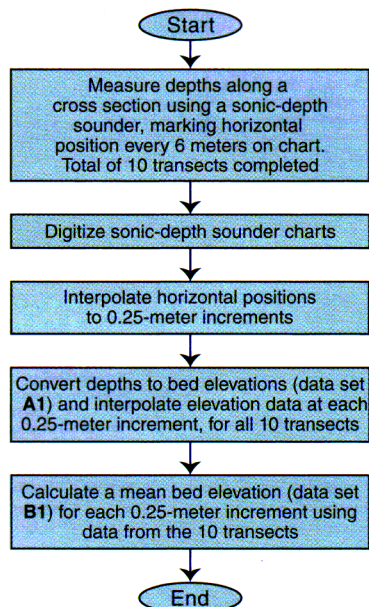 Start
Measure depths along a
cross section using a sonic-depth
sounder, marking horizontal
position every 6 meters on chart.
Total of 10 transects completed
Digitize sonic-depth sounder charts
Interpolate horizontal positions
to 0.25-meter increments
Convert depths to bed elevations (data set
A1) and interpolate elevation data at each
0.25-meter increment, for all 10 transects
Calculate a mean bed elevation (data set
B1) for each 0.25-meter increment using
data from the 10 transects
End